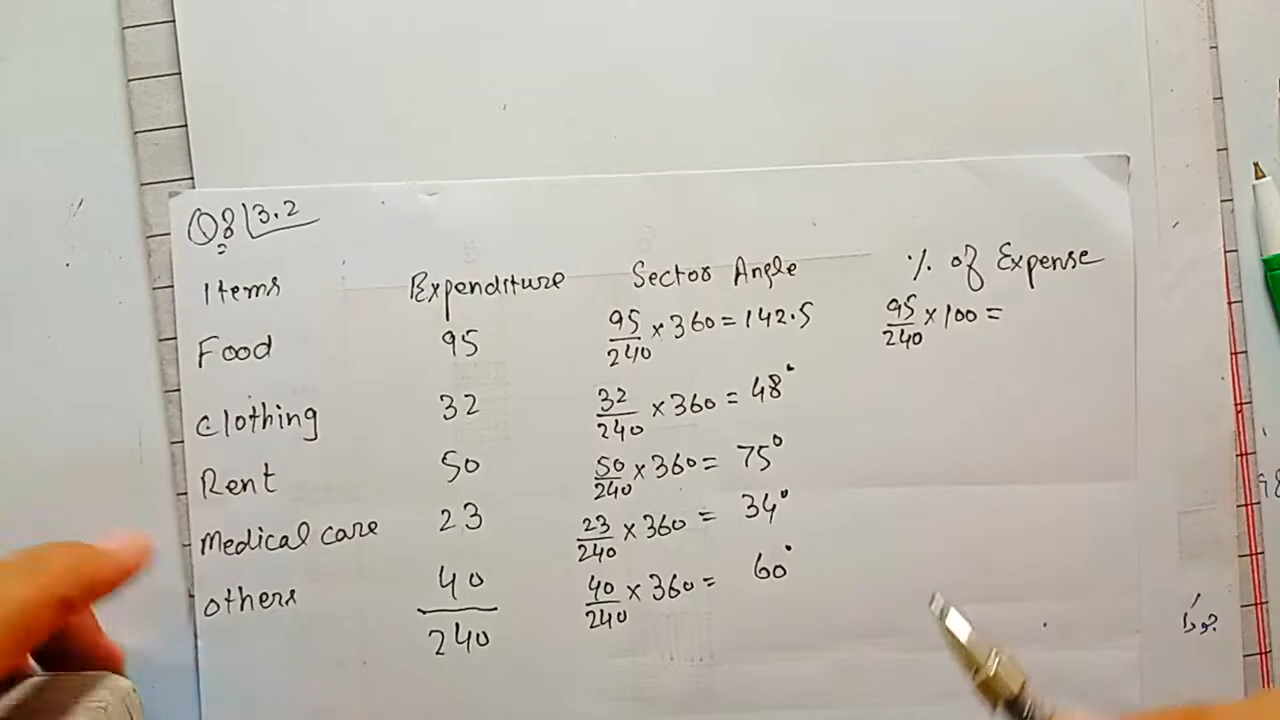 Q8 3.2
Items Expenditure Sector Angle % of Expense
Food 95 95/240 × 360 = 142.5 95/240 × 100 =
Clothing 32 32/240 × 360 = 48°
Rent 50 50/240 × 360 = 75°
Medical care 23 23/240 × 360 = 34°
others 40 40/240 × 360 = 60°
240